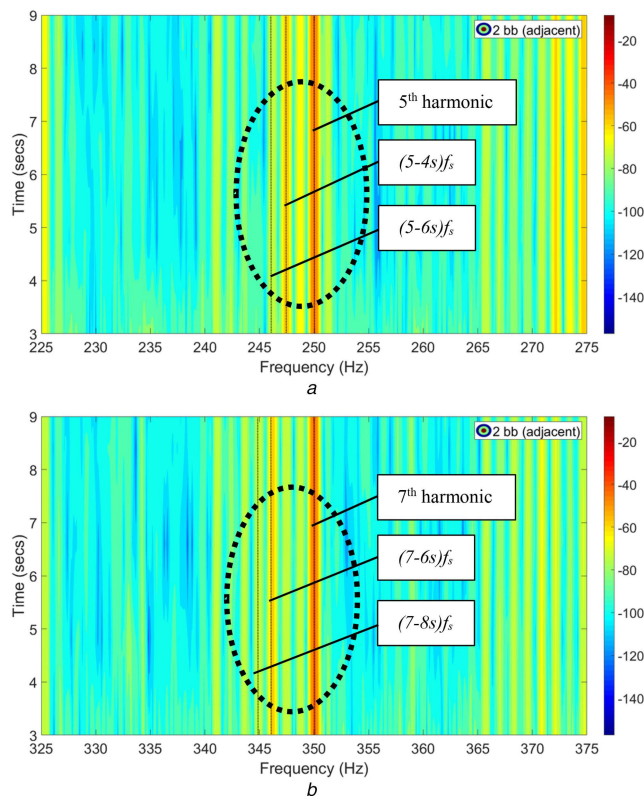 9
2 bb (adjacent)
-20
8
5th harmonic
-40
7
(5-4s)fs
-60
Time (secs)
6
-80
(5-6s)fs
5
-100
-120
4
-140
3
225 230 235 240 245 250 255 260 265 270 275
Frequency (Hz)
a
9
2 bb (adjacent)
-20
8
7th harmonic
-40
7
(7-6s)fs
-60
Time (secs)
6
-80
(7-8s)fs
5
-100
-120
4
-140
3
325 330 335 340 345 350 355 360 365 370 375
Frequency (Hz)
b